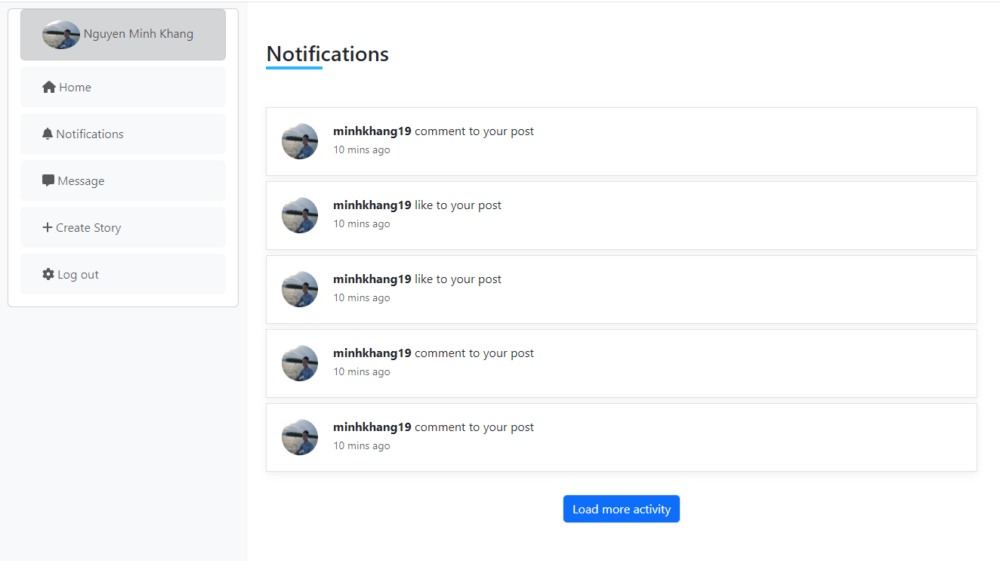 Nguyen Minh Khang
Home
Notifications
Message
Create Story
Log out
Notifications
minhkhang19 comment to your post
10 mins ago
minhkhang19 like to your post
10 mins ago
minhkhang19 like to your post
10 mins ago
minhkhang19 comment to your post
10 mins ago
minhkhang19 comment to your post
10 mins ago
Load more activity